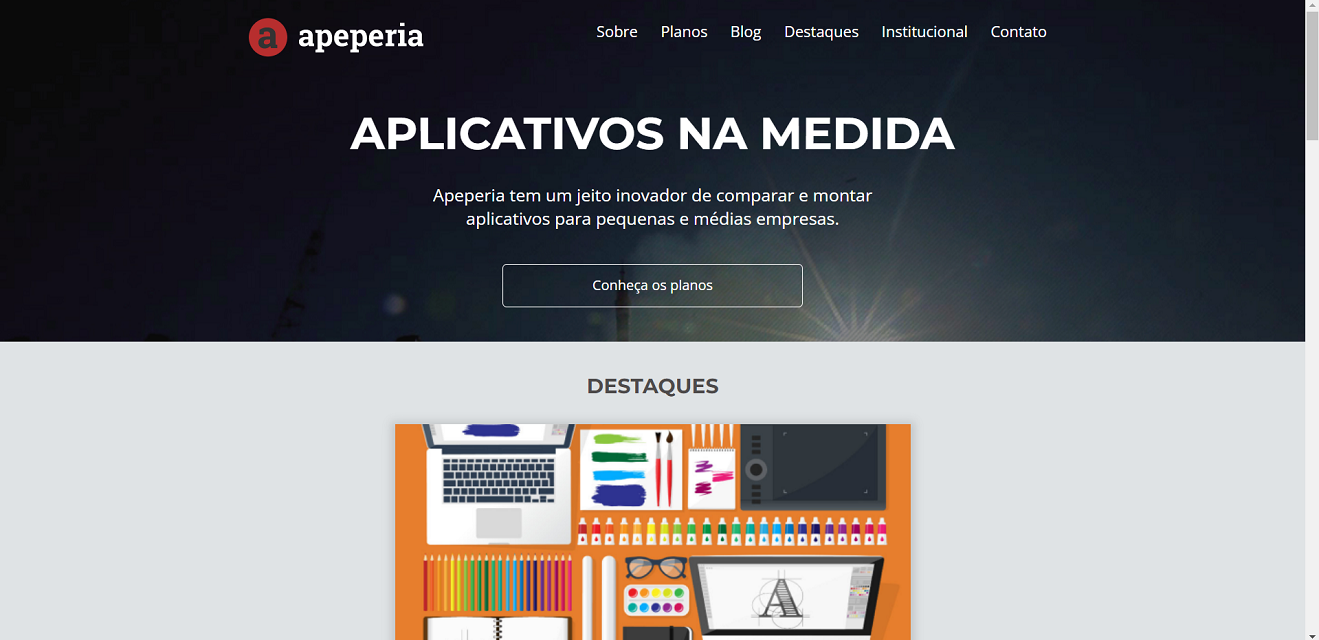 a apeperia
Sobre Planos Blog Destaques Institucional Contato
APLICATIVOS NA MEDIDA
Apeperia tem um jeito inovador de comparar e montar
aplicativos para pequenas e médias empresas.
Conheça os planos
DESTAQUES
A